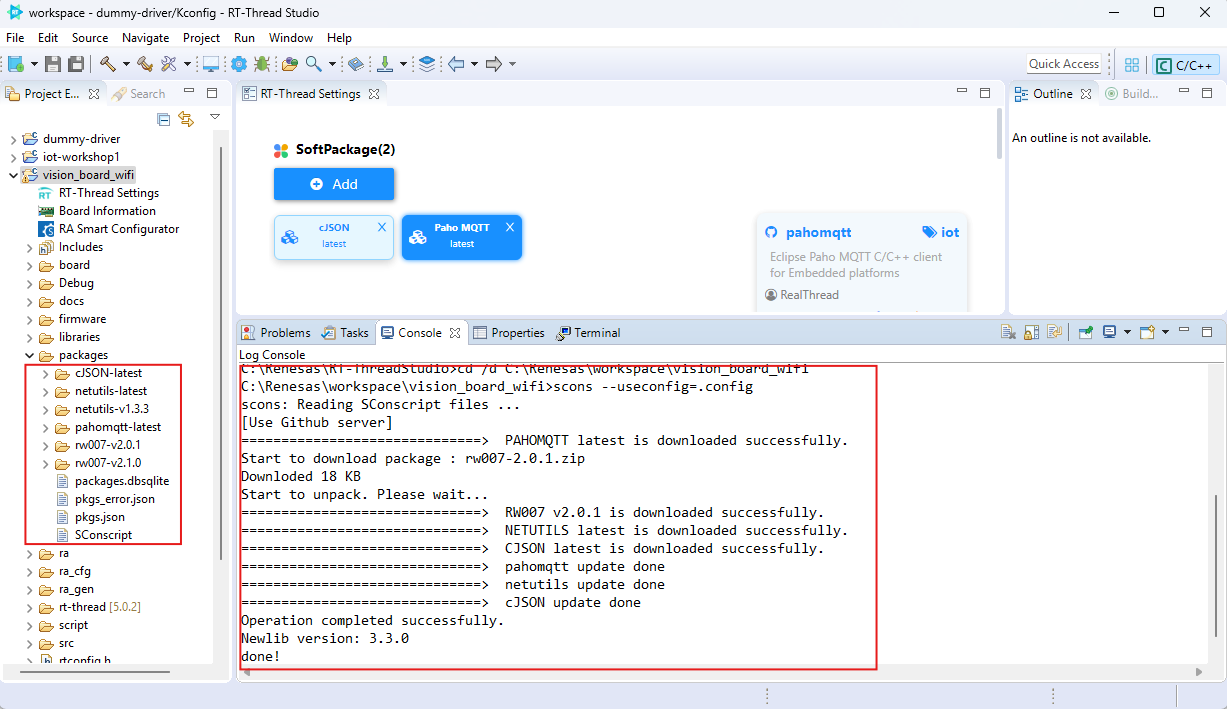 workspace - dummy-driver/Kconfig - RT-Thread Studio
File Edit Source Navigate Project Run Window Help
Quick Access
C/C++
Project E...
Search
dummy-driver
iot-workshop1
vision_board_wifi
RT-Thread Settings
Board Information
RA Smart Configurator
Includes
board
Debug
docs
firmware
libraries
packages
cJSON-latest
netutils-latest
netutils-v1.3.3
pahomqtt-latest
rw007-v2.0.1
rw007-v2.1.0
packages.dbsqlite
pkgs_error.json
pkgs.json
SConscript
ra
ra_cfg
ra_gen
rt-thread [5.0.2]
script
src
rtconfig.h
RT-Thread Settings
SoftPackage(2)
Add
cJSON
latest
Paho MQTT
latest
pahomqtt
iot
Eclipse Paho MQTT C/C++ client
for Embedded platforms
RealThread
Outline
Build...
An outline is not available.
Problems Tasks Console Properties Terminal
Log Console
C:\Renesas\RT-ThreadStudio>cd /d C:\Renesas\workspace\vision_board_wifi
C:\Renesas\workspace\vision_board_wifi>scons --useconfig=.config
scons: Reading SConscript files ...
[Use Github server]
==============================>  PAHOMQTT latest is downloaded successfully.
Start to download package : rw007-2.0.1.zip
Downloded 18 KB
Start to unpack. Please wait...
==============================>  RW007 v2.0.1 is downloaded successfully.
==============================>  NETUTILS latest is downloaded successfully.
==============================>  CJSON latest is downloaded successfully.
==============================>  pahomqtt update done
==============================>  netutils update done
==============================>  cJSON update done
Operation completed successfully.
Newlib version: 3.3.0
done!